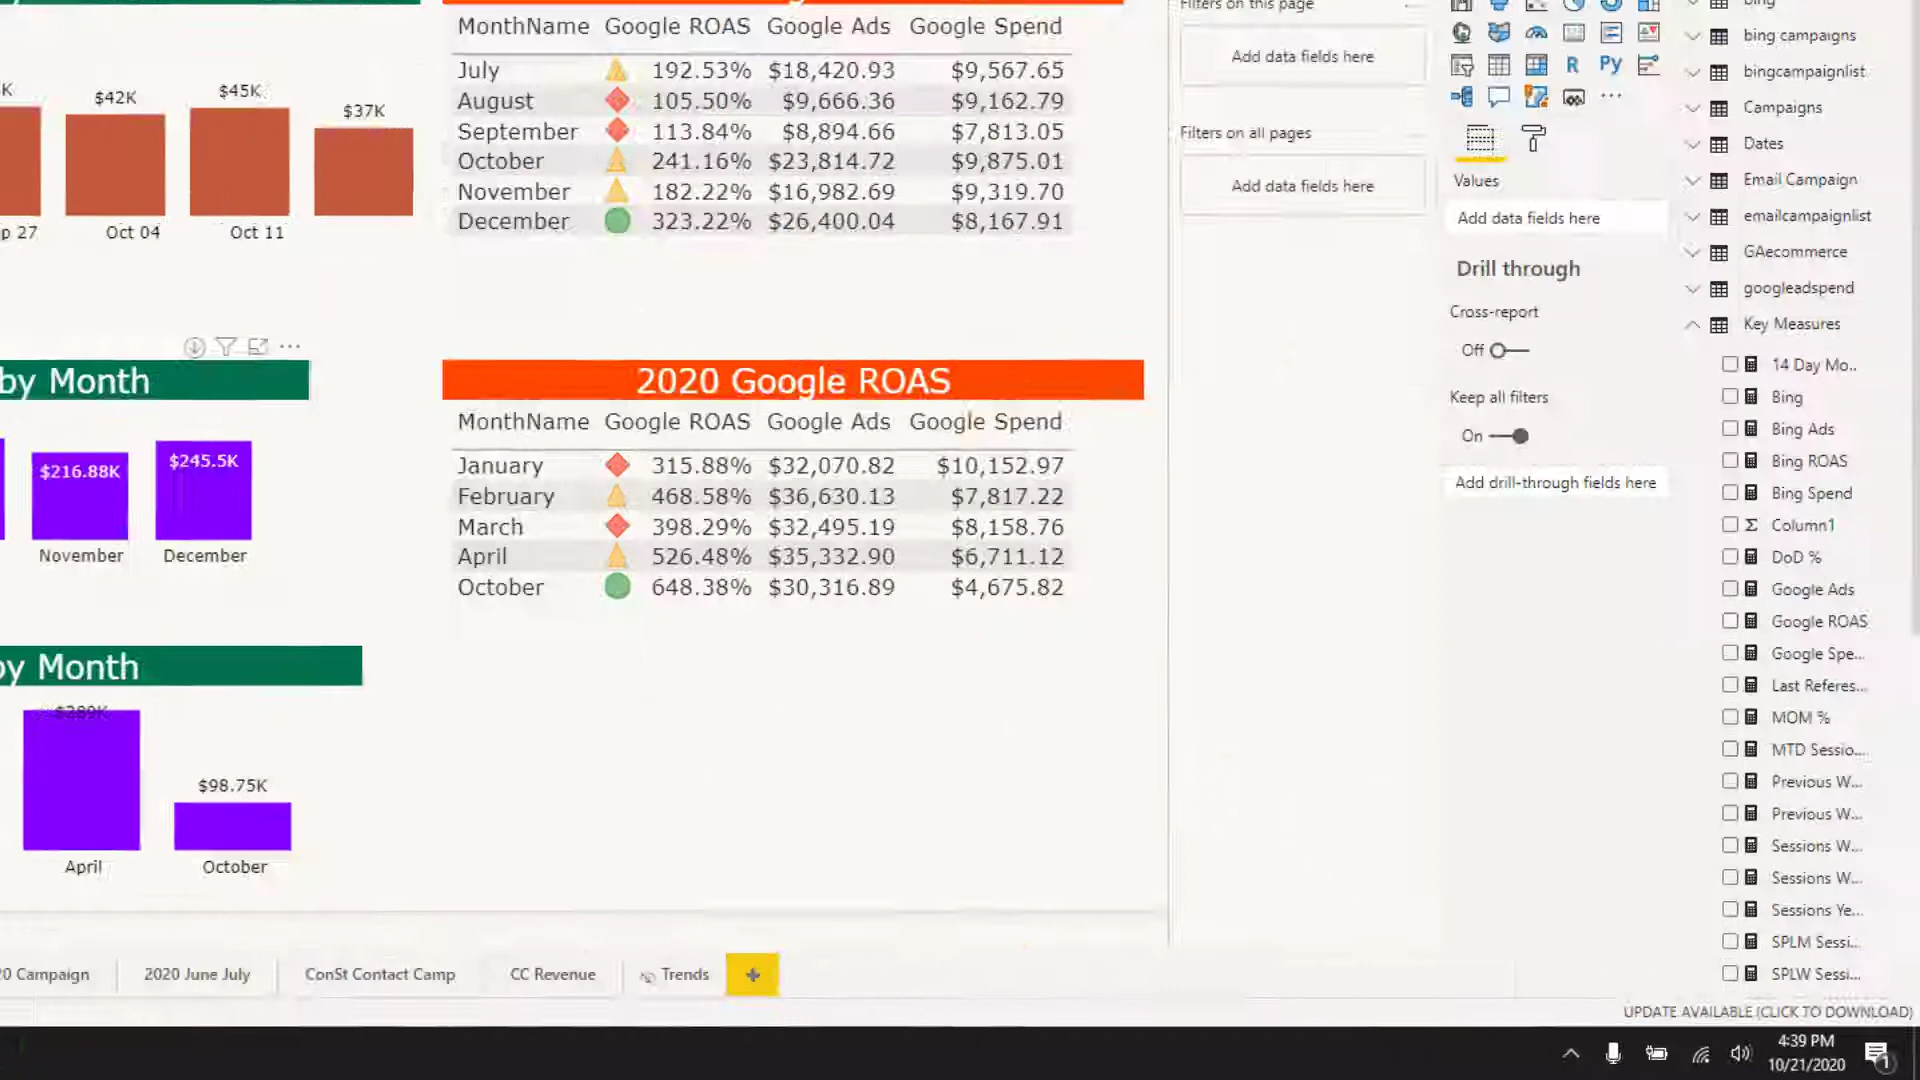 Filters on this page
bing
MonthName Google ROAS Google Ads Google Spend
July 192.53% $18,420.93 $9,567.65
August 105.50% $9,666.36 $9,162.79
September 113.84% $8,894.66 $7,813.05
October 241.16% $23,814.72 $9,875.01
November 182.22% $16,982.69 $9,319.70
December 323.22% $26,400.04 $8,167.91
K
$42K
$45K
$37K
p 27
Oct 04
Oct 11
by Month
$216.88K
$245.5K
November
December
2020 Google ROAS
MonthName Google ROAS Google Ads Google Spend
January 315.88% $32,070.82 $10,152.97
February 468.58% $36,630.13 $7,817.22
March 398.29% $32,495.19 $8,158.76
April 526.48% $35,332.90 $6,711.12
October 648.38% $30,316.89 $4,675.82
by Month
$289K
$98.75K
April
October
20 Campaign
2020 June July
ConSt Contact Camp
CC Revenue
Trends
+
Add data fields here
Filters on all pages
Add data fields here
R
Py
Values
Add data fields here
Drill through
Cross-report
Off
Keep all filters
On
Add drill-through fields here
bing campaigns
bingcampaignlist
Campaigns
Dates
Email Campaign
emailcampaignlist
GAecommerce
googleadspend
Key Measures
14 Day Mo...
Bing
Bing Ads
Bing ROAS
Bing Spend
Σ Column1
DoD %
Google Ads
Google ROAS
Google Spe...
Last Referes...
MOM %
MTD Sessio...
Previous W...
Previous W...
Sessions W...
Sessions W...
Sessions Ye...
SPLM Sessi...
SPLW Sessi...
UPDATE AVAILABLE (CLICK TO DOWNLOAD)
4:39 PM
10/21/2020
1